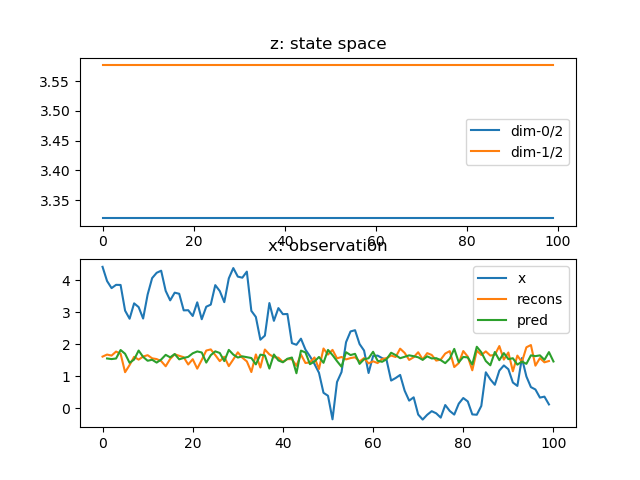 z: state space
3.55
3.50
3.45
3.40
3.35
dim-0/2
dim-1/2
0 20 40 60 80 100
x: observation
4
3
2
1
0
x
recons
pred
0 20 40 60 80 100